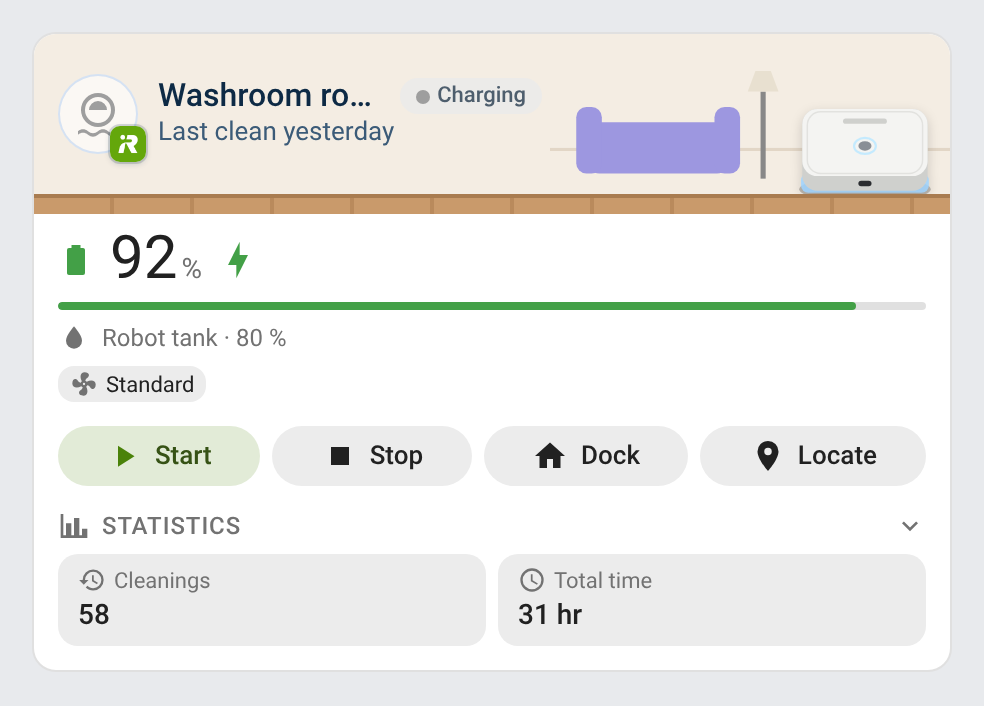 Washroom ro...
Charging
Last clean yesterday
92 %
Robot tank · 80 %
Standard
Start
Stop
Dock
Locate
STATISTICS
Cleanings
58
Total time
31 hr